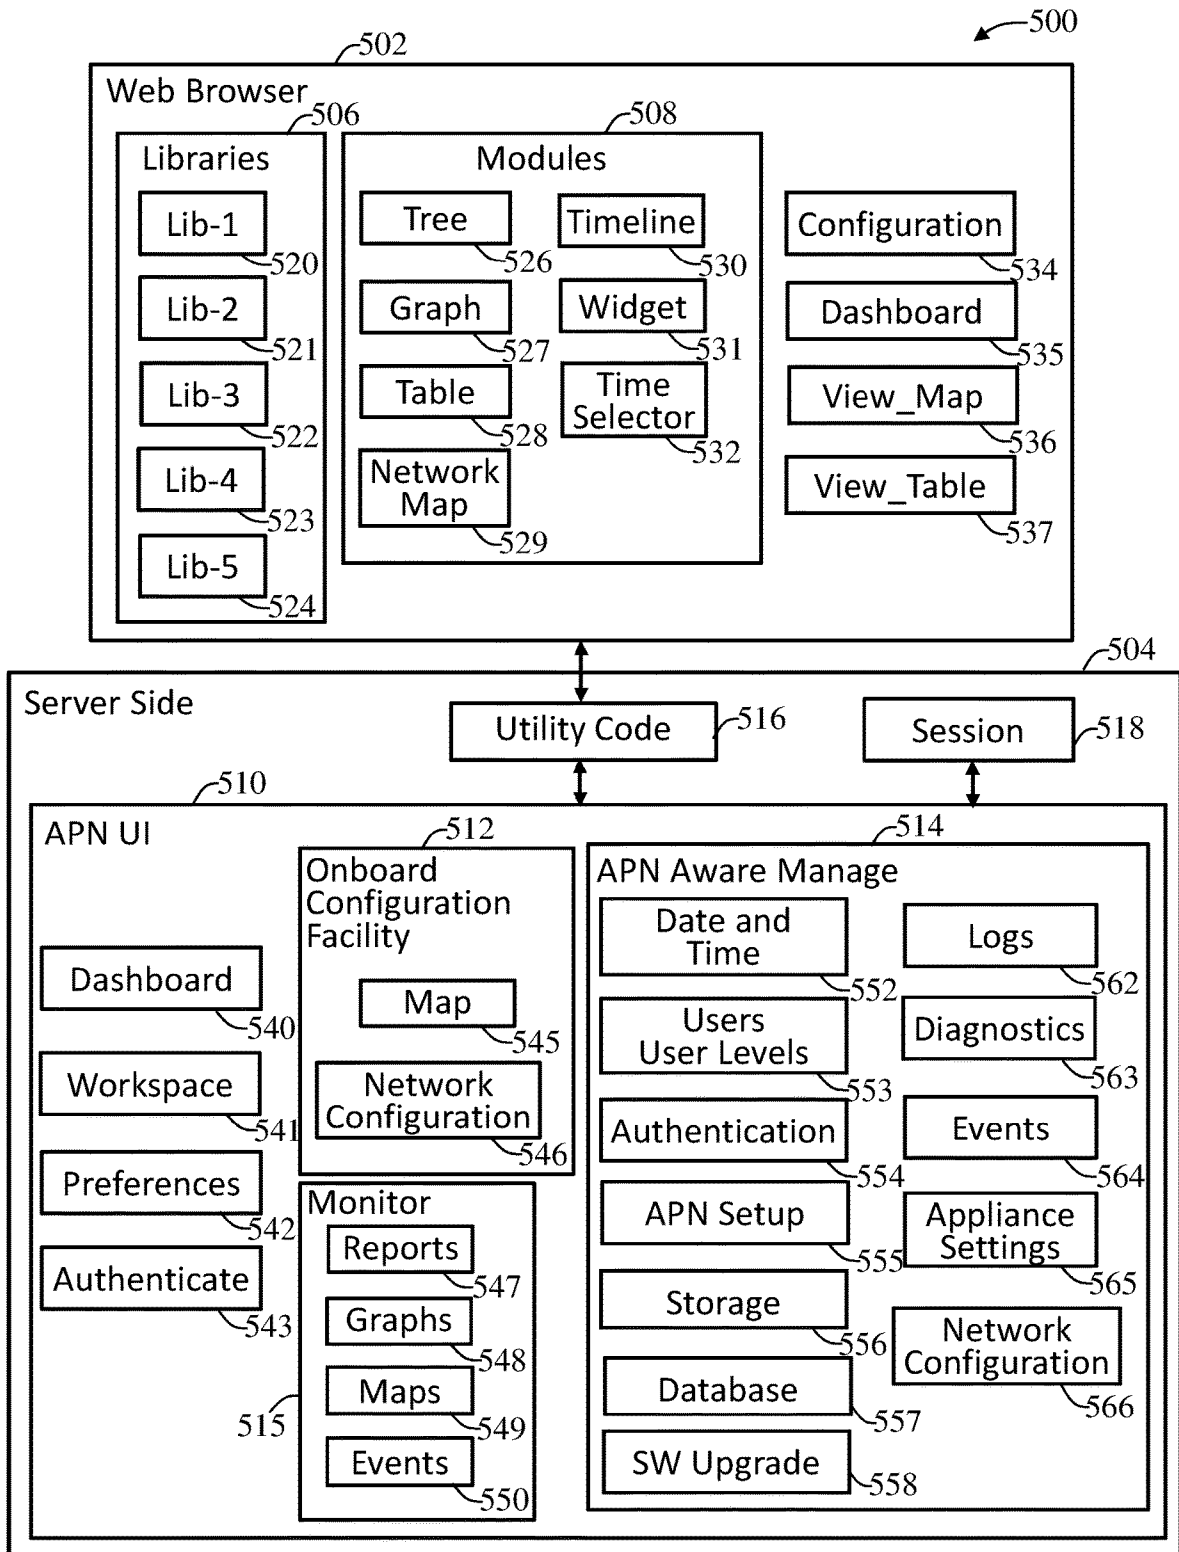 500
502
Web Browser
506
508
Libraries
Modules
Lib-1
520
Lib-2
521
Lib-3
522
Lib-4
523
Lib-5
524
Tree
526
Graph
527
Table
528
Network
Map
529
Timeline
530
Widget
531
Time
Selector
532
Configuration
534
Dashboard
535
View_Map
536
View_Table
537
504
Server Side
Utility Code
516
Session
518
510
APN UI
Dashboard
540
Workspace
541
Preferences
542
Authenticate
543
512
Onboard
Configuration
Facility
Map
545
Network
Configuration
546
Monitor
Reports
547
Graphs
548
Maps
549
515
Events
550
514
APN Aware Manage
Date and
Time
552
Users
User Levels
553
Authentication
554
APN Setup
555
Storage
556
Database
557
SW Upgrade
558
Logs
562
Diagnostics
563
Events
564
Appliance
Settings
565
Network
Configuration
566